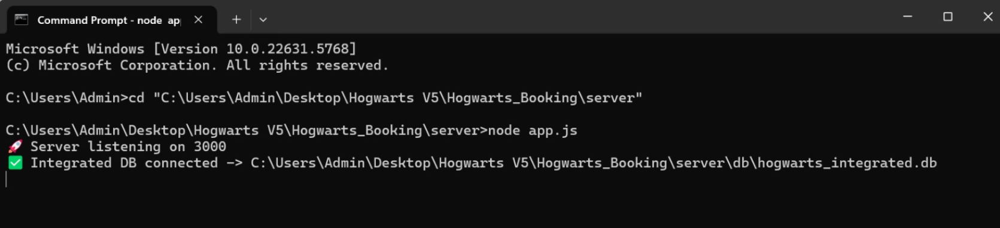 Command Prompt - node ap
Microsoft Windows [Version 10.0.22631.5768]
(c) Microsoft Corporation. All rights reserved.
C:\Users\Admin>cd "C:\Users\Admin\Desktop\Hogwarts V5\Hogwarts_Booking\server"
C:\Users\Admin\Desktop\Hogwarts V5\Hogwarts_Booking\server>node app.js
🚀 Server listening on 3000
✅ Integrated DB connected -> C:\Users\Admin\Desktop\Hogwarts V5\Hogwarts_Booking\server\db\hogwarts_integrated.db